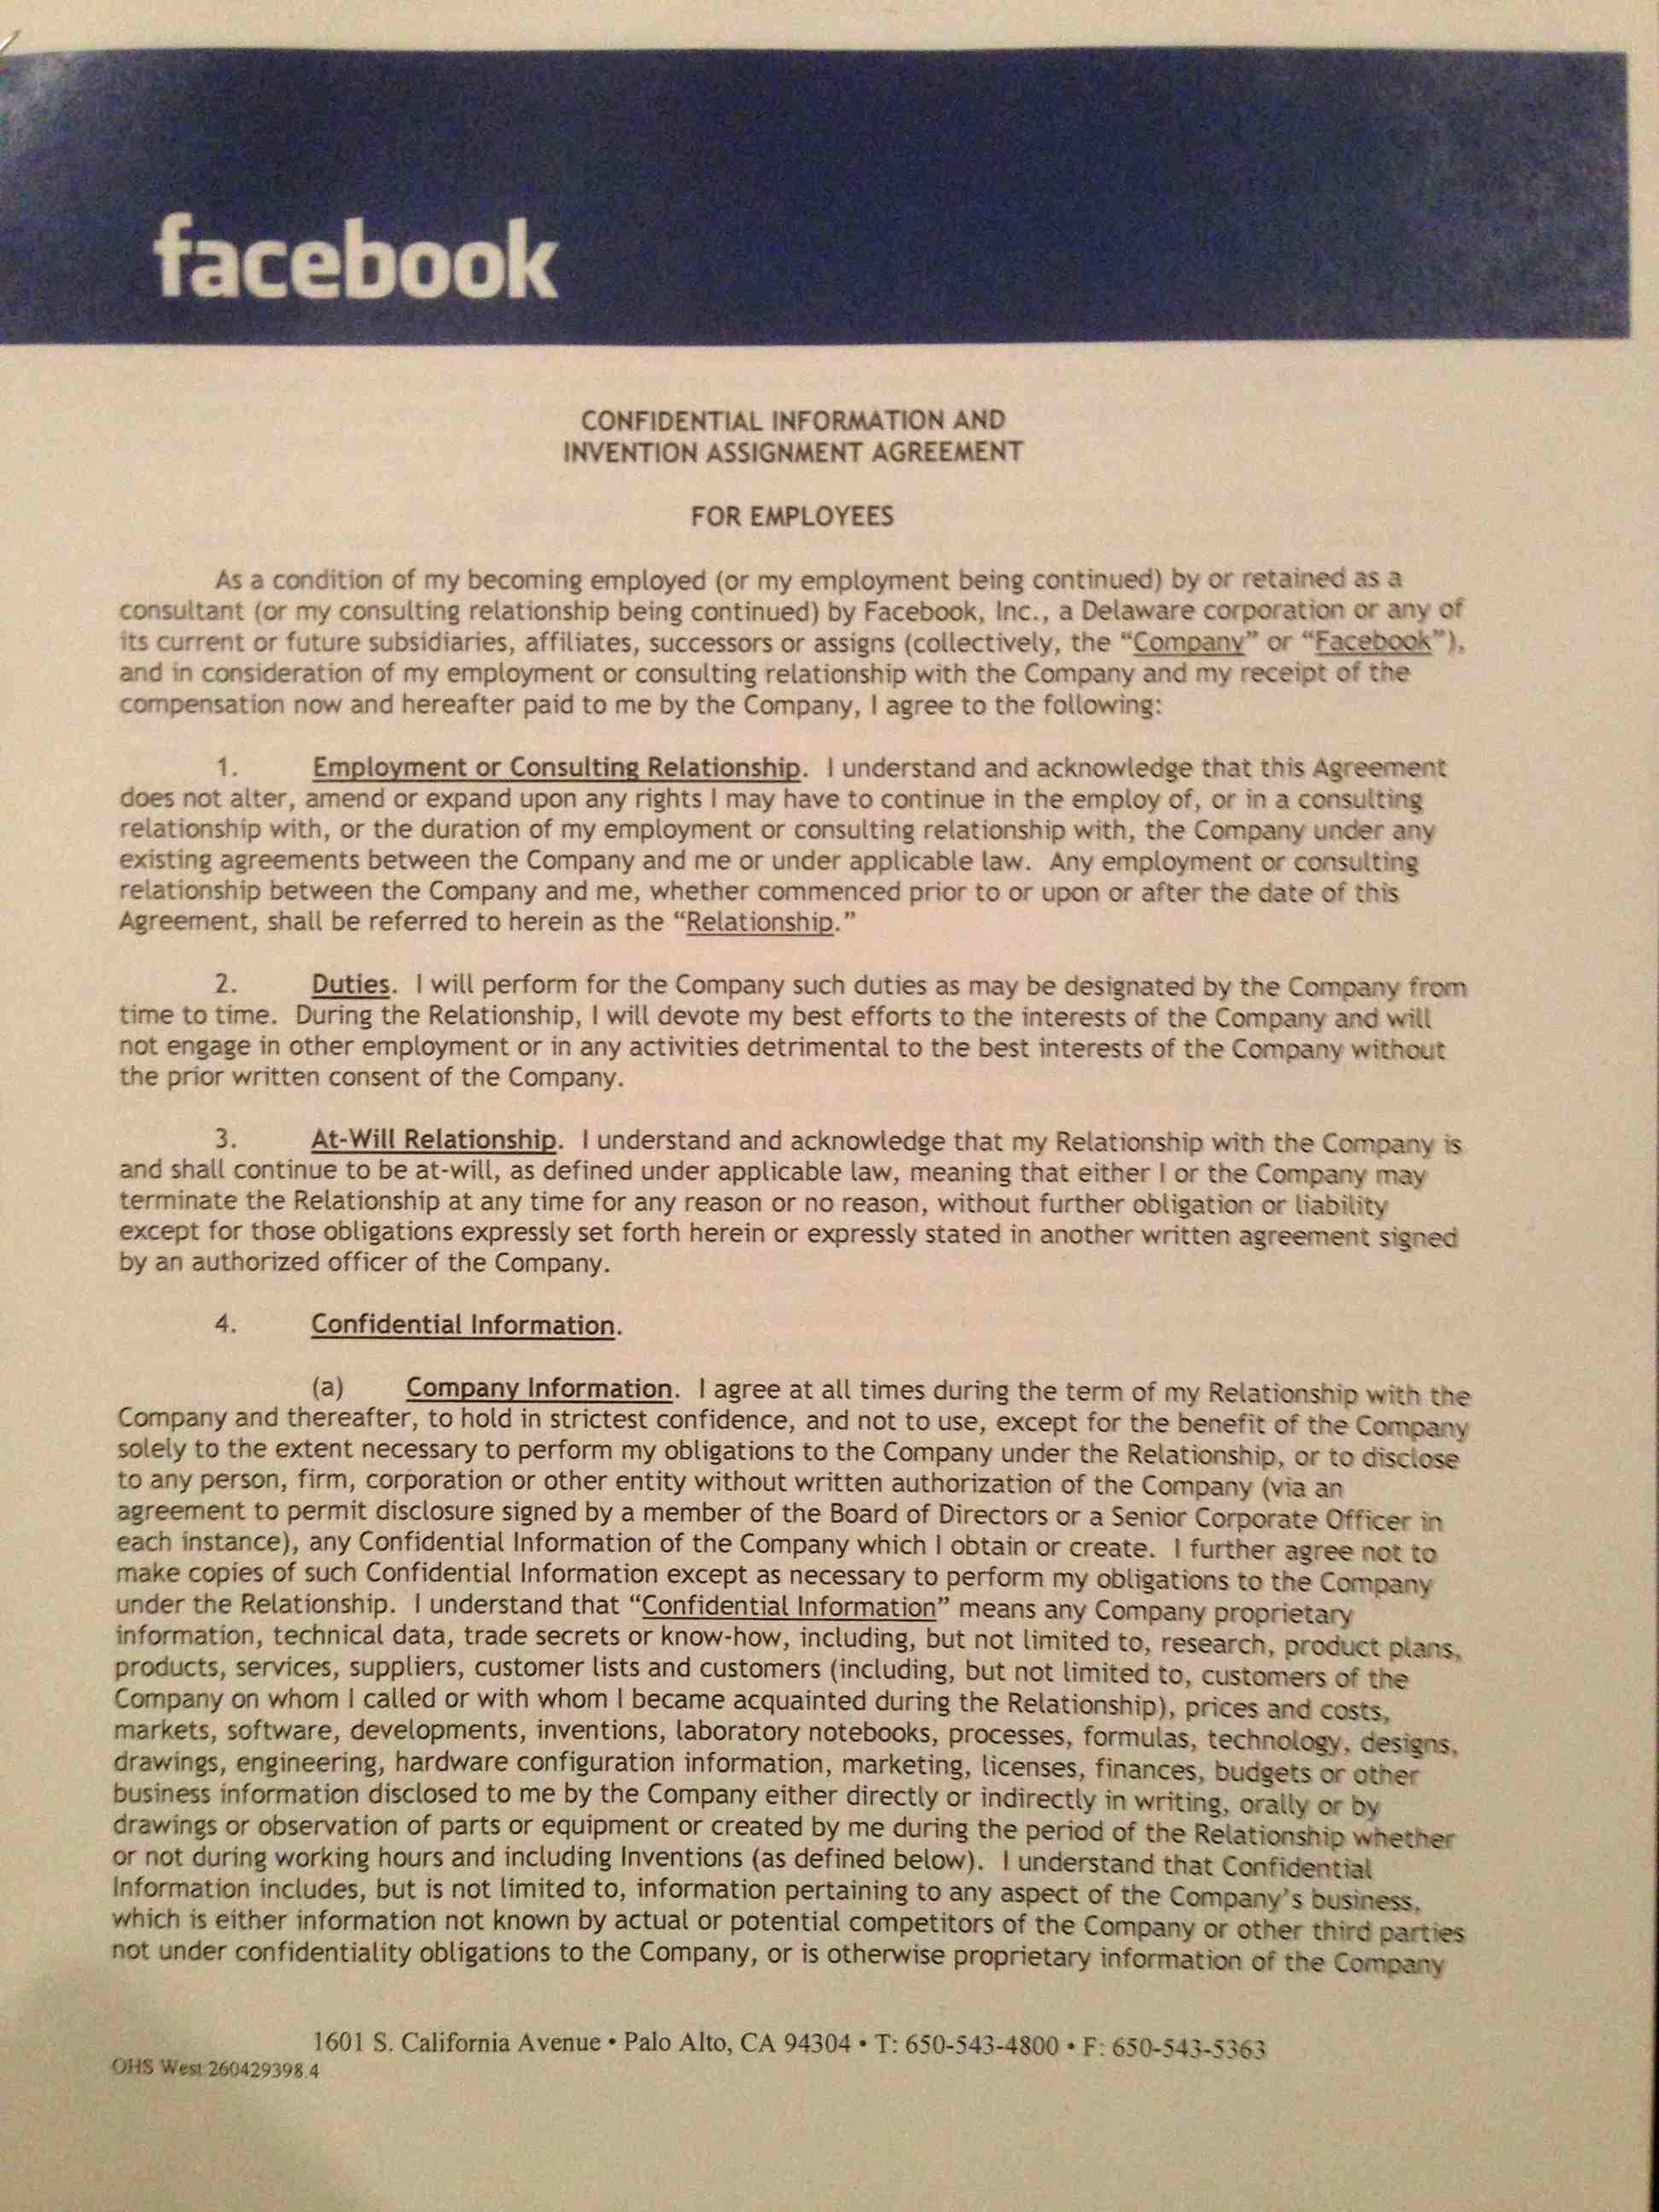 facebook
CONFIDENTIAL INFORMATION AND
INVENTION ASSIGNMENT AGREEMENT
FOR EMPLOYEES
As a condition of my becoming employed (or my employment being continued) by or retained as a
consultant (or my consulting relationship being continued) by Facebook, Inc., a Delaware corporation or any of
its current or future subsidiaries, affiliates, successors or assigns (collectively, the “Company” or “Facebook”),
and in consideration of my employment or consulting relationship with the Company and my receipt of the
compensation now and hereafter paid to me by the Company, I agree to the following:
1. Employment or Consulting Relationship. I understand and acknowledge that this Agreement
does not alter, amend or expand upon any rights I may have to continue in the employ of, or in a consulting
relationship with, or the duration of my employment or consulting relationship with, the Company under any
existing agreements between the Company and me or under applicable law. Any employment or consulting
relationship between the Company and me, whether commenced prior to or upon or after the date of this
Agreement, shall be referred to herein as the “Relationship.”
2. Duties. I will perform for the Company such duties as may be designated by the Company from
time to time. During the Relationship, I will devote my best efforts to the interests of the Company and will
not engage in other employment or in any activities detrimental to the best interests of the Company without
the prior written consent of the Company.
3. At-Will Relationship. I understand and acknowledge that my Relationship with the Company is
and shall continue to be at-will, as defined under applicable law, meaning that either I or the Company may
terminate the Relationship at any time for any reason or no reason, without further obligation or liability
except for those obligations expressly set forth herein or expressly stated in another written agreement signed
by an authorized officer of the Company.
4. Confidential Information.
(a) Company Information. I agree at all times during the term of my Relationship with the
Company and thereafter, to hold in strictest confidence, and not to use, except for the benefit of the Company
solely to the extent necessary to perform my obligations to the Company under the Relationship, or to disclose
to any person, firm, corporation or other entity without written authorization of the Company (via an
agreement to permit disclosure signed by a member of the Board of Directors or a Senior Corporate Officer in
each instance), any Confidential Information of the Company which I obtain or create. I further agree not to
make copies of such Confidential Information except as necessary to perform my obligations to the Company
under the Relationship. I understand that “Confidential Information” means any Company proprietary
information, technical data, trade secrets or know-how, including, but not limited to, research, product plans,
products, services, suppliers, customer lists and customers (including, but not limited to, customers of the
Company on whom I called or with whom I became acquainted during the Relationship), prices and costs,
markets, software, developments, inventions, laboratory notebooks, processes, formulas, technology, designs,
drawings, engineering, hardware configuration information, marketing, licenses, finances, budgets or other
business information disclosed to me by the Company either directly or indirectly in writing, orally or by
drawings or observation of parts or equipment or created by me during the period of the Relationship whether
or not during working hours and including Inventions (as defined below). I understand that Confidential
Information includes, but is not limited to, information pertaining to any aspect of the Company’s business,
which is either information not known by actual or potential competitors of the Company or other third parties
not under confidentiality obligations to the Company, or is otherwise proprietary information of the Company
1601 S. California Avenue • Palo Alto, CA 94304 • T: 650-543-4800 • F: 650-543-5363
OHS West:260429398.4